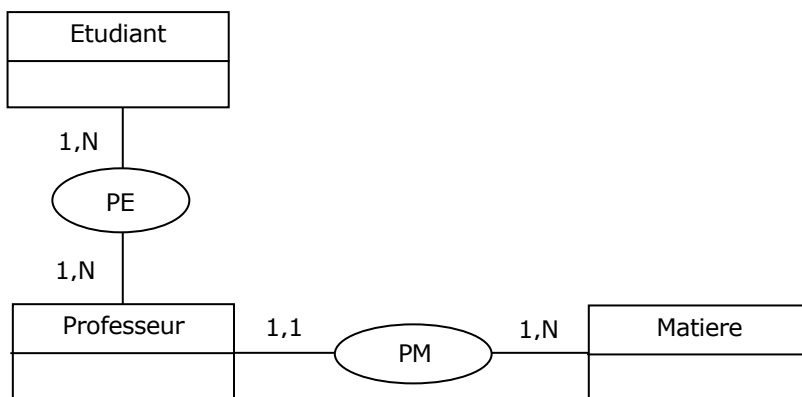 Etudiant
1,N
PE
1,N
Professeur
1,1
PM
1,N
Matiere